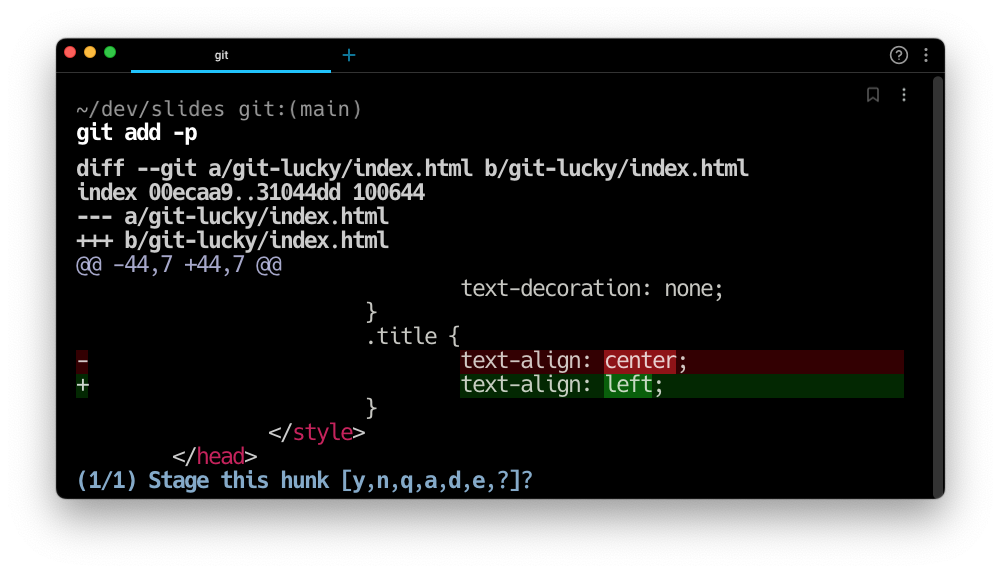 git
~/dev/slides git:(main)
git add -p
diff --git a/git-lucky/index.html b/git-lucky/index.html
index 00ecaa9..31044dd 100644
--- a/git-lucky/index.html
+++ b/git-lucky/index.html
@@ -44,7 +44,7 @@
text-decoration: none;
}
.title {
- text-align: center;
+ text-align: left;
}
</style>
</head>
(1/1) Stage this hunk [y,n,q,a,d,e,?]?